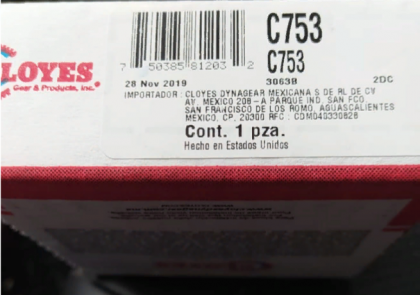 C753
CLOYES
Gear & Products, Inc.
7 50385 81203 2
C753
28 Nov 2019 3063B 2DC
IMPORTADOR: CLOYES DYNAGEAR MEXICANA S DE RL DE CV
AV. MEXICO 208-A PARQUE IND. SAN FCO.
SAN FRANCISCO DE LOS ROMO, AGUASCALIENTES
MEXICO. CP. 20300 RFC: CDM040330828
Cont. 1 pza.
Hecho en Estados Unidos